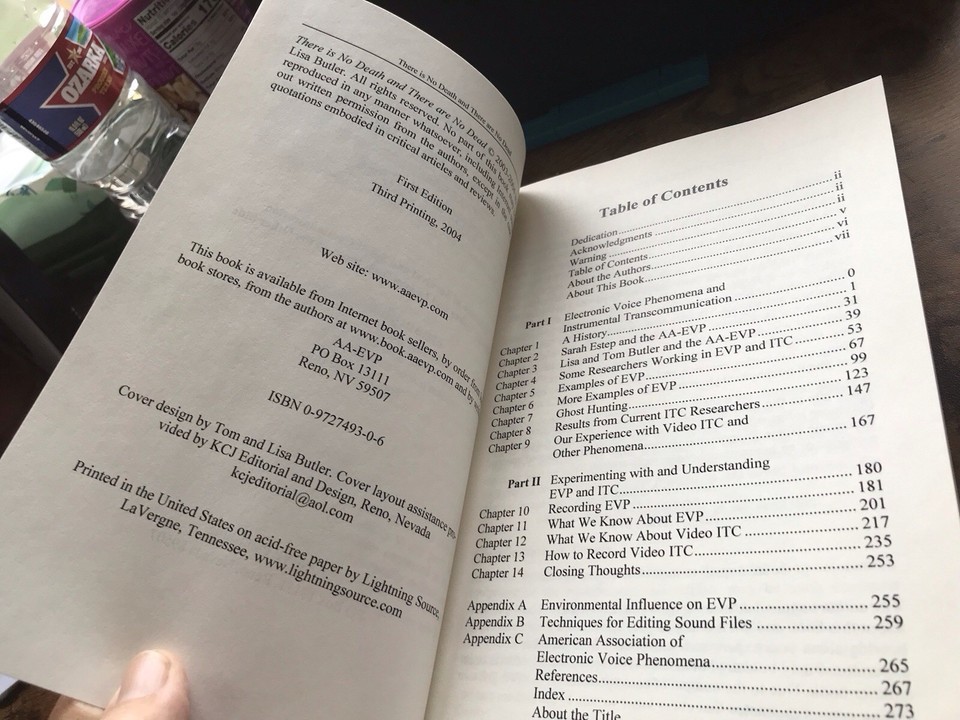 OZARKA
Nutrition
Calories 170
There is No Death and There are No Dead
There is No Death and There are No Dead © 2003
Lisa Butler. All rights reserved. No part of this book
reproduced in any manner whatsoever, including
out written permission from the authors, except in the
quotations embodied in critical articles and reviews.
First Edition
Third Printing, 2004
Web site: www.aaevp.com
This book is available from Internet book sellers, by order from
book stores, from the authors at www.book.aaevp.com and by
AA-EVP
PO Box 13111
Reno, NV 59507
ISBN 0-9727493-0-6
Cover design by Tom and Lisa Butler. Cover layout assistance pro-
vided by KCJ Editorial and Design, Reno, Nevada
kcjeditorial@aol.com
Printed in the United States on acid-free paper by Lightning Source,
LaVergne, Tennessee, www.lightningsource.com
Table of Contents
Dedication ii
Acknowledgments ii
Warning ii
Table of Contents v
About the Authors vi
About This Book vii
Part I Electronic Voice Phenomena and
Instrumental Transcommunication 0
Chapter 1 A History 1
Chapter 2 Sarah Estep and the AA-EVP 31
Chapter 3 Lisa and Tom Butler and the AA-EVP 39
Chapter 4 Some Researchers Working in EVP and ITC 53
Chapter 5 Examples of EVP 67
Chapter 6 More Examples of EVP 99
Chapter 7 Ghost Hunting 123
Chapter 8 Results from Current ITC Researchers 147
Chapter 9 Our Experience with Video ITC and
Other Phenomena 167
Part II Experimenting with and Understanding
EVP and ITC 180
Chapter 10 Recording EVP 181
Chapter 11 What We Know About EVP 201
Chapter 12 What We Know About Video ITC 217
Chapter 13 How to Record Video ITC 235
Chapter 14 Closing Thoughts 253
Appendix A Environmental Influence on EVP 255
Appendix B Techniques for Editing Sound Files 259
Appendix C American Association of
Electronic Voice Phenomena 265
References 267
Index 273
About the Title